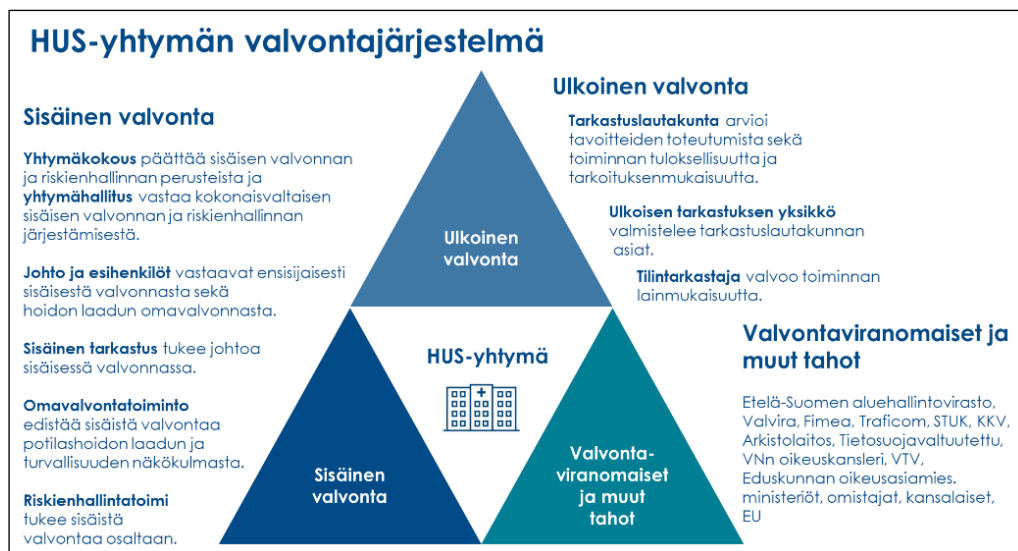 HUS-yhtymän valvontajärjestelmä
Sisäinen valvonta
Yhtymäkokous päättää sisäisen valvonnan
ja riskienhallinnan perusteista ja
yhtymähallitus vastaa kokonaisvaltaisen
sisäisen valvonnan ja riskienhallinnan
järjestämisestä.
Johto ja esihenkilöt vastaavat ensisijaisesti
sisäisestä valvonnasta sekä
hoidon laadun omavalvonnasta.
Sisäinen tarkastus tukee johtoa
sisäisessä valvonnassa.
Omavalvontatoiminto
edistää sisäistä valvontaa
potilashoidon laadun ja
turvallisuuden näkökulmasta.
Riskienhallintatoimi
tukee sisäistä
valvontaa osaltaan.
Ulkoinen
valvonta
HUS-yhtymä
Sisäinen
valvonta
Valvonta-
viranomaiset
ja muut
tahot
Ulkoinen valvonta
Tarkastuslautakunta arvioi
tavoitteiden toteutumista sekä
toiminnan tuloksellisuutta ja
tarkoituksenmukaisuutta.
Ulkoisen tarkastuksen yksikkö
valmistelee tarkastuslautakunnan
asiat.
Tilintarkastaja valvoo toiminnan
lainmukaisuutta.
Valvontaviranomaiset ja
muut tahot
Etelä-Suomen aluehallintovirasto,
Valvira, Fimea, Traficom, STUK, KKV,
Arkistolaitos, Tietosuojavaltuutettu,
VNn oikeuskansleri, VTV,
Eduskunnan oikeusasiamies.
ministeriöt, omistajat, kansalaiset,
EU